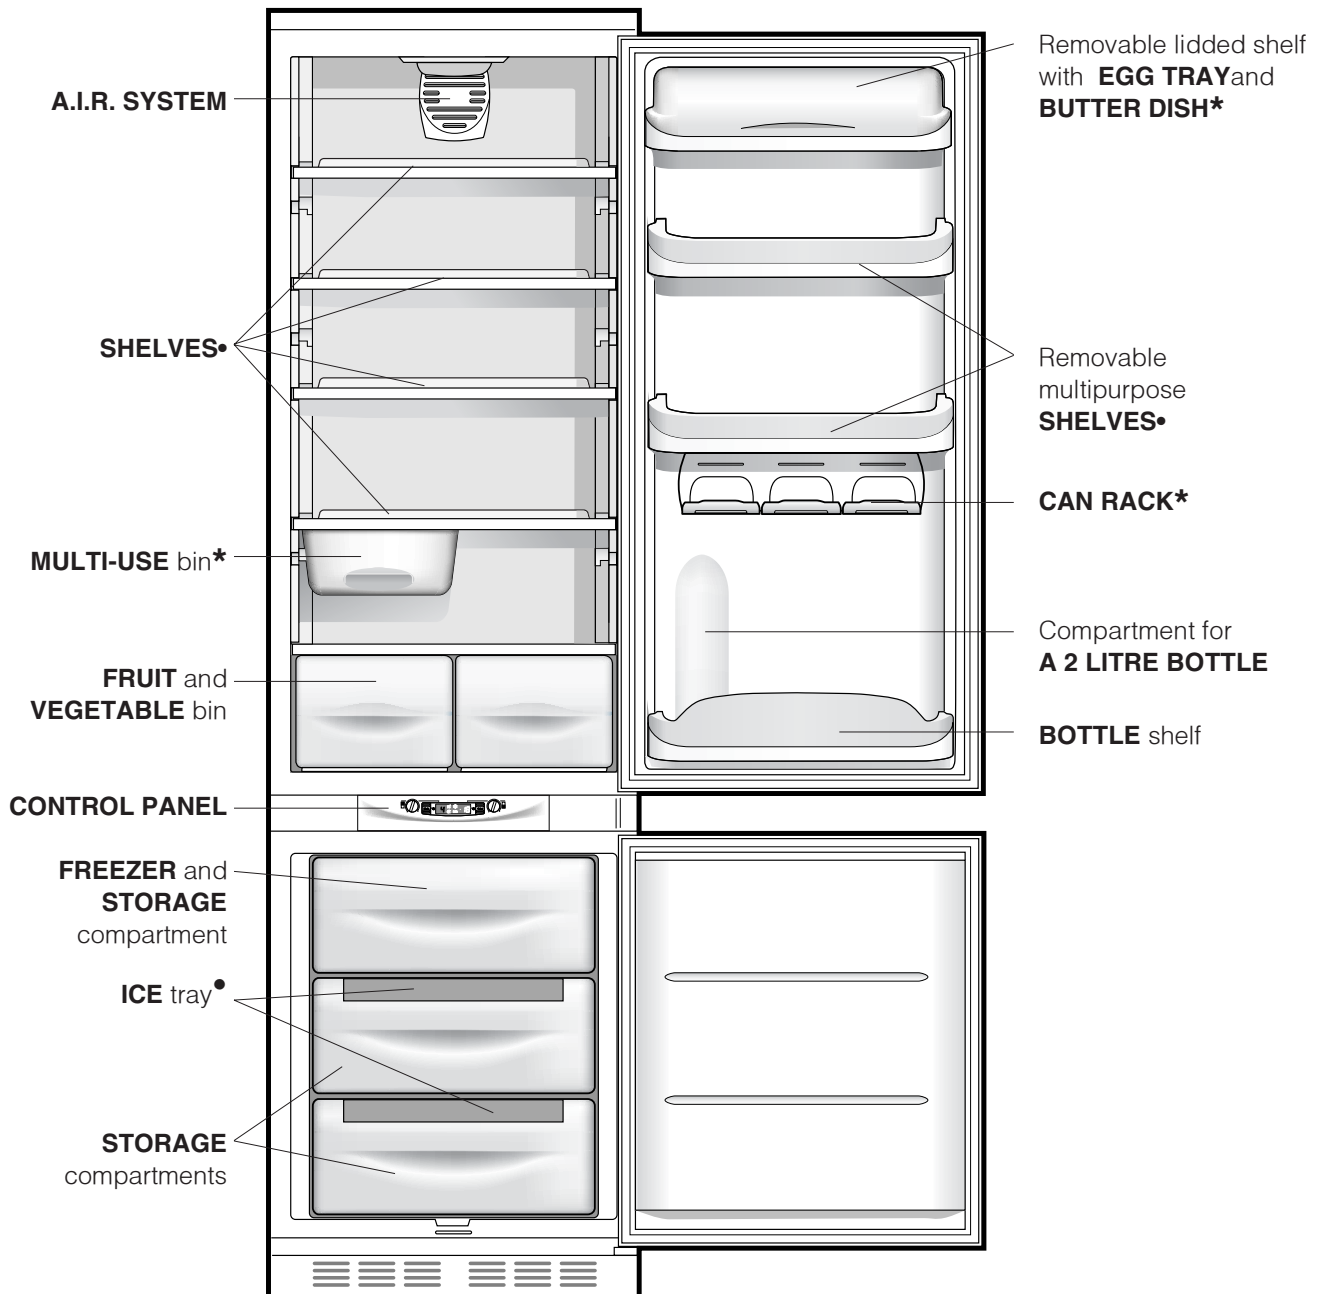 A.I.R. SYSTEM
SHELVES•
MULTI-USE bin*
FRUIT and
VEGETABLE bin
CONTROL PANEL
FREEZER and
STORAGE
compartment
ICE tray•
STORAGE
compartments
Removable lidded shelf
with EGG TRAYand
BUTTER DISH*
Removable
multipurpose
SHELVES•
CAN RACK*
Compartment for
A 2 LITRE BOTTLE
BOTTLE shelf